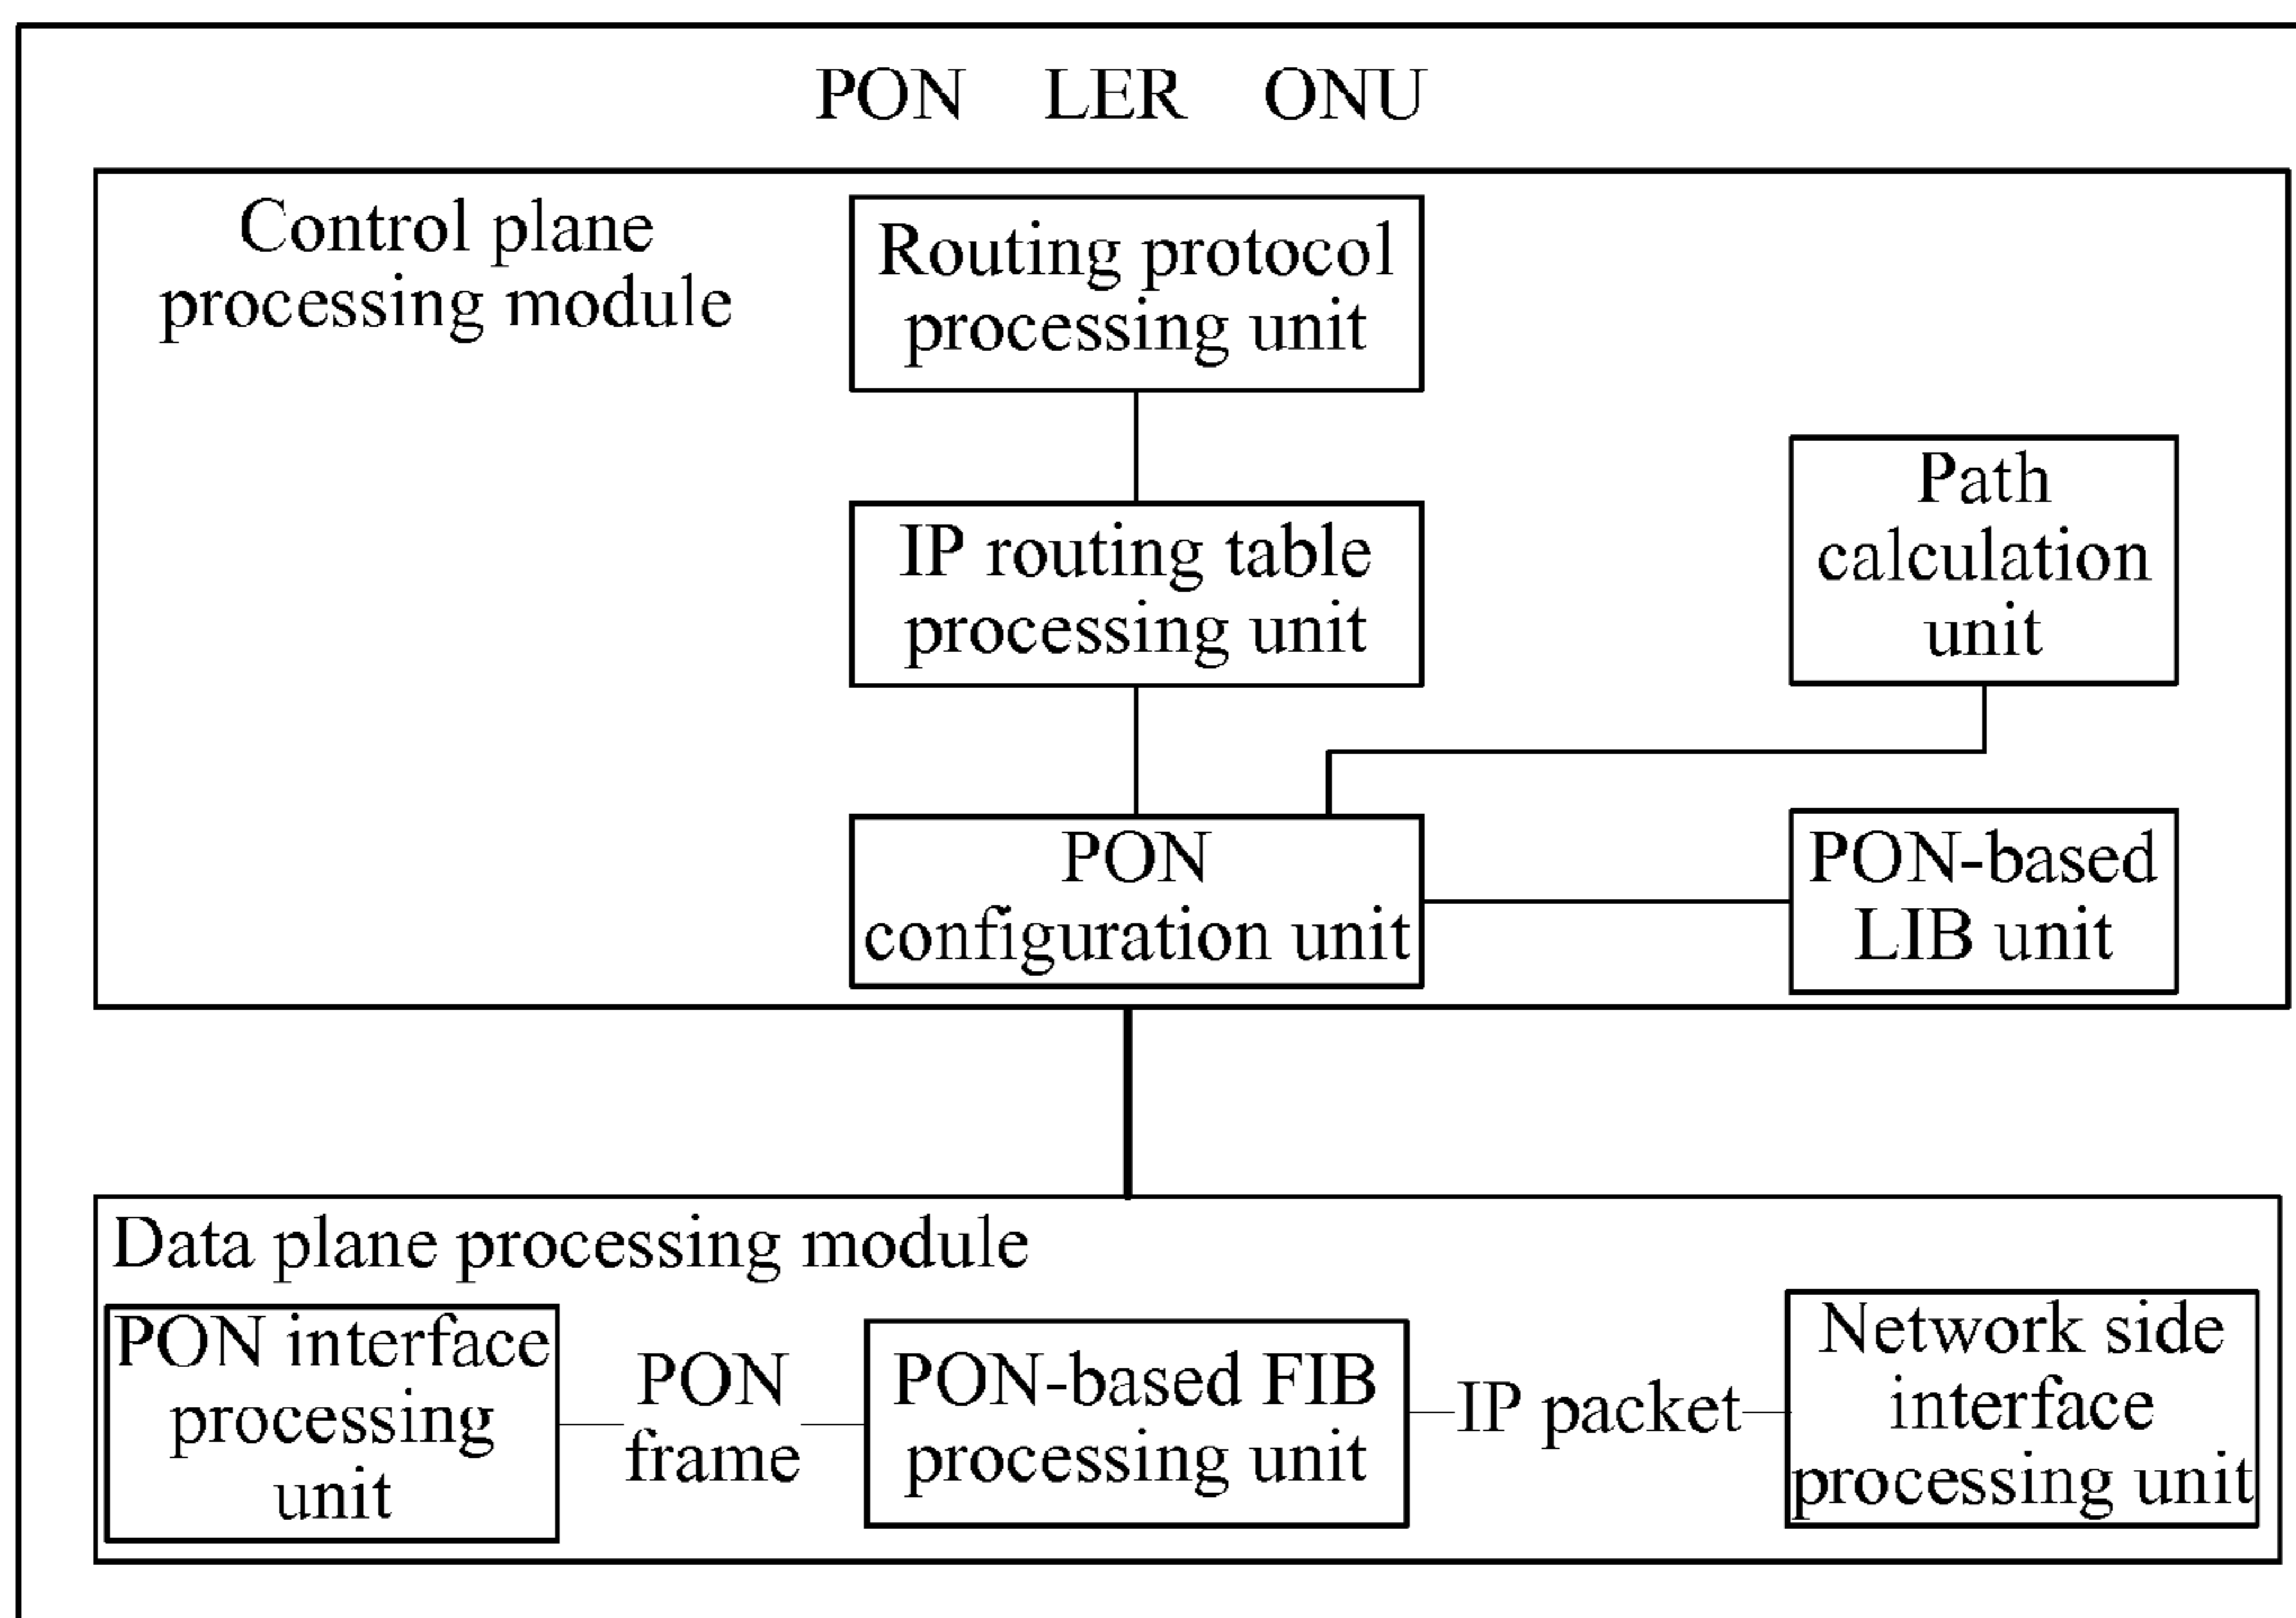 PON LER ONU
Control plane
processing module
Routing protocol
processing unit
IP routing table
processing unit
Path
calculation
unit
PON
configuration unit
PON-based
LIB unit
Data plane processing module
PON interface
processing
unit
PON
frame
PON-based FIB
processing unit
IP packet
Network side
interface
processing unit